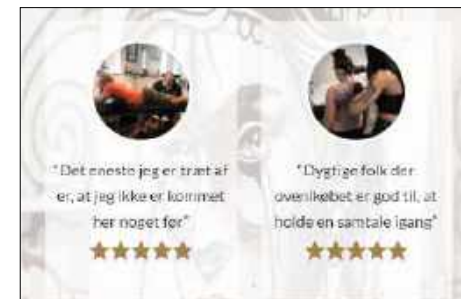 "Det eneste jeg er træt af
er, at jeg ikke er kommet
her noget før"
"Dygtige folk der
ovenikøbet er god til, at
holde en samtale igang"